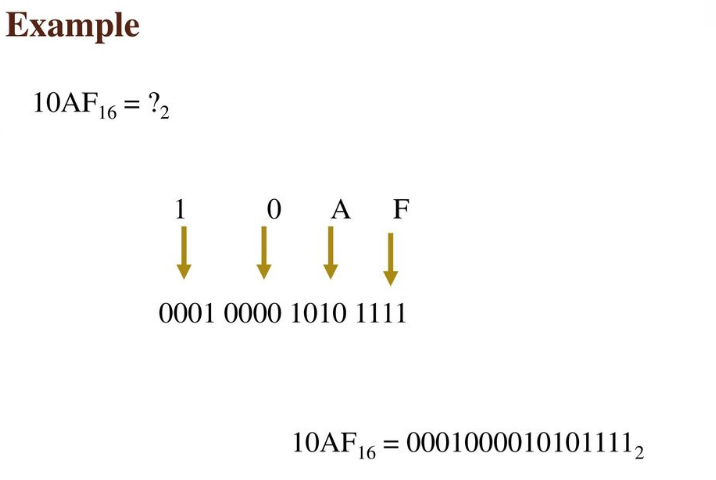 Example
10AF₁₆ = ?₂
1 0 A F
0001 0000 1010 1111
10AF₁₆ = 0001000010101111₂